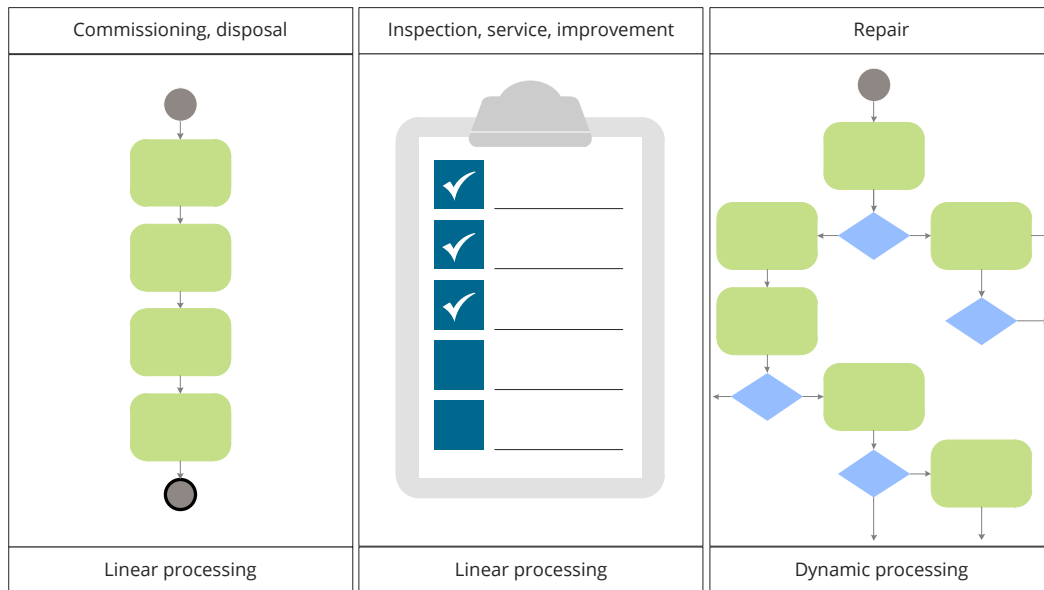 Commissioning, disposal
Inspection, service, improvement
Repair
Linear processing
Linear processing
Dynamic processing